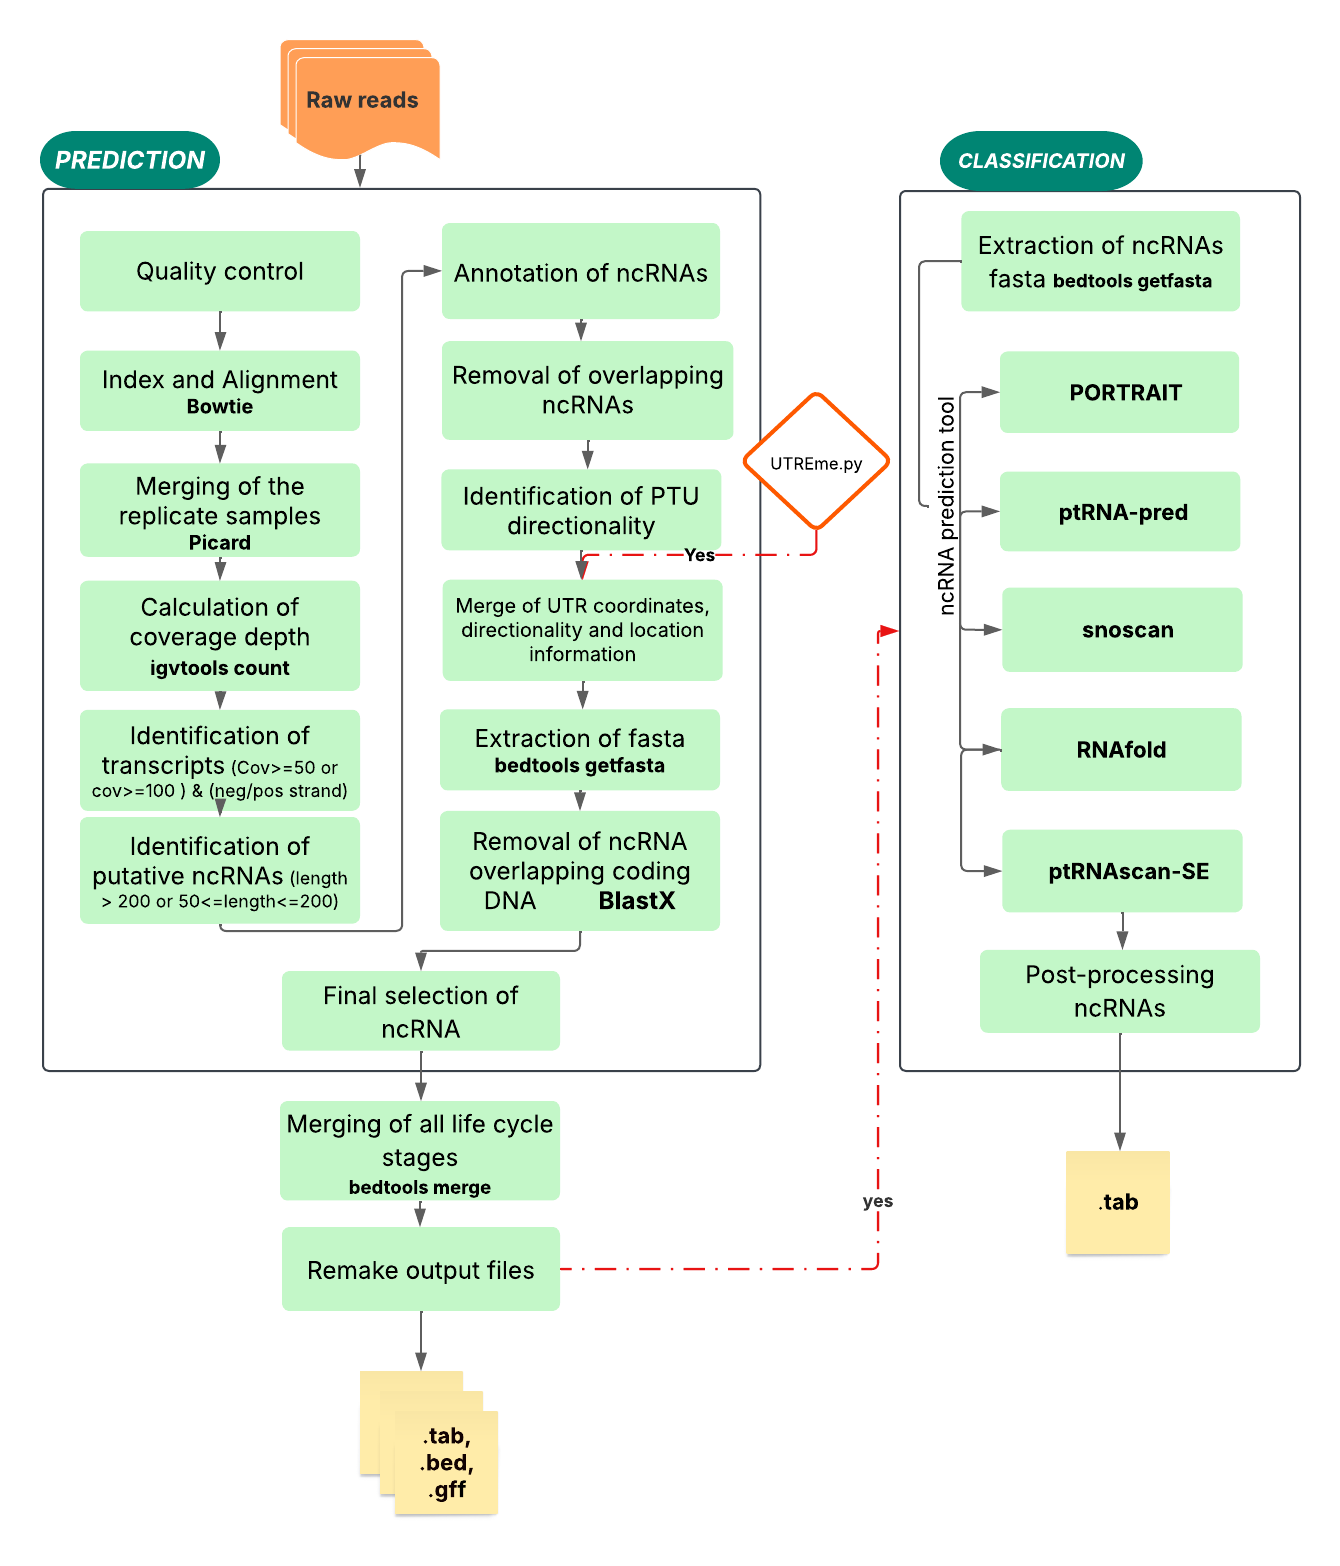 Raw reads
PREDICTION
Quality control
Index and Alignment
Bowtie
Merging of the
replicate samples
Picard
Calculation of
coverage depth
igvtools count
Identification of
transcripts (Cov>=50 or
cov>=100 ) & (neg/pos strand)
Identification of
putative ncRNAs (length
> 200 or 50<=length<=200)
Annotation of ncRNAs
Removal of overlapping
ncRNAs
Identification of PTU
directionality
UTREme.py
Yes
Merge of UTR coordinates,
directionality and location
information
Extraction of fasta
bedtools getfasta
Removal of ncRNA
overlapping coding
DNA BlastX
Final selection of
ncRNA
Merging of all life cycle
stages
bedtools merge
Remake output files
yes
.tab,
.bed,
.gff
CLASSIFICATION
Extraction of ncRNAs
fasta bedtools getfasta
ncRNA prediction tool
PORTRAIT
ptRNA-pred
snoscan
RNAfold
ptRNAscan-SE
Post-processing
ncRNAs
.tab